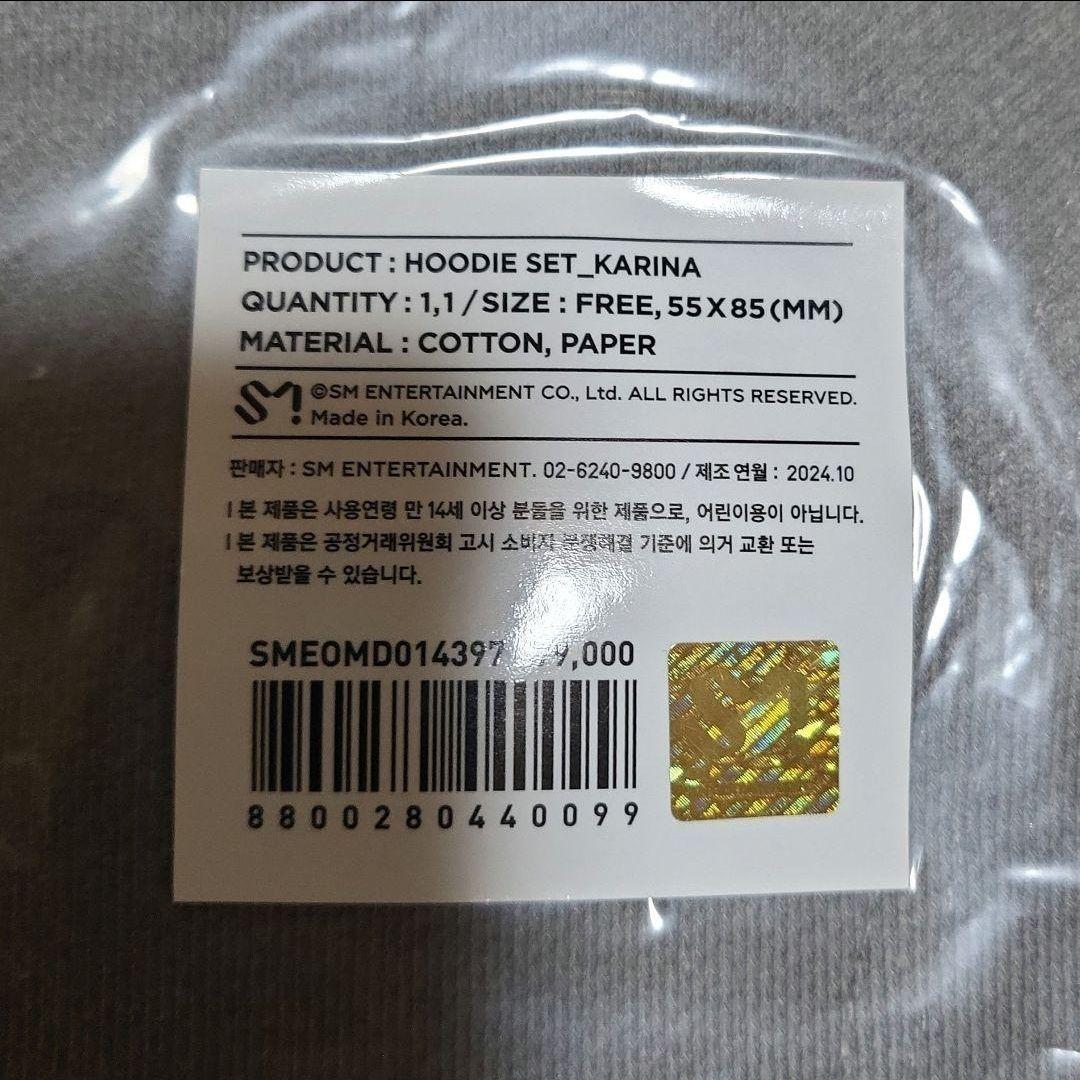 PRODUCT : HOODIE SET_KARINA
QUANTITY : 1,1 / SIZE : FREE, 55 X 85 (MM)
MATERIAL : COTTON, PAPER
SM! ©SM ENTERTAINMENT CO., Ltd. ALL RIGHTS RESERVED.
Made in Korea.
판매자 : SM ENTERTAINMENT. 02-6240-9800 / 제조연월 : 2024.10
l 본 제품은 사용연령 만 14세 이상 분들을 위한 제품으로, 어린이용이 아닙니다.
l 본 제품은 공정거래위원회 고시 소비자 분쟁해결 기준에 의거 교환 또는
보상받을 수 있습니다.
SMEOMD014397
8800280440099
SM